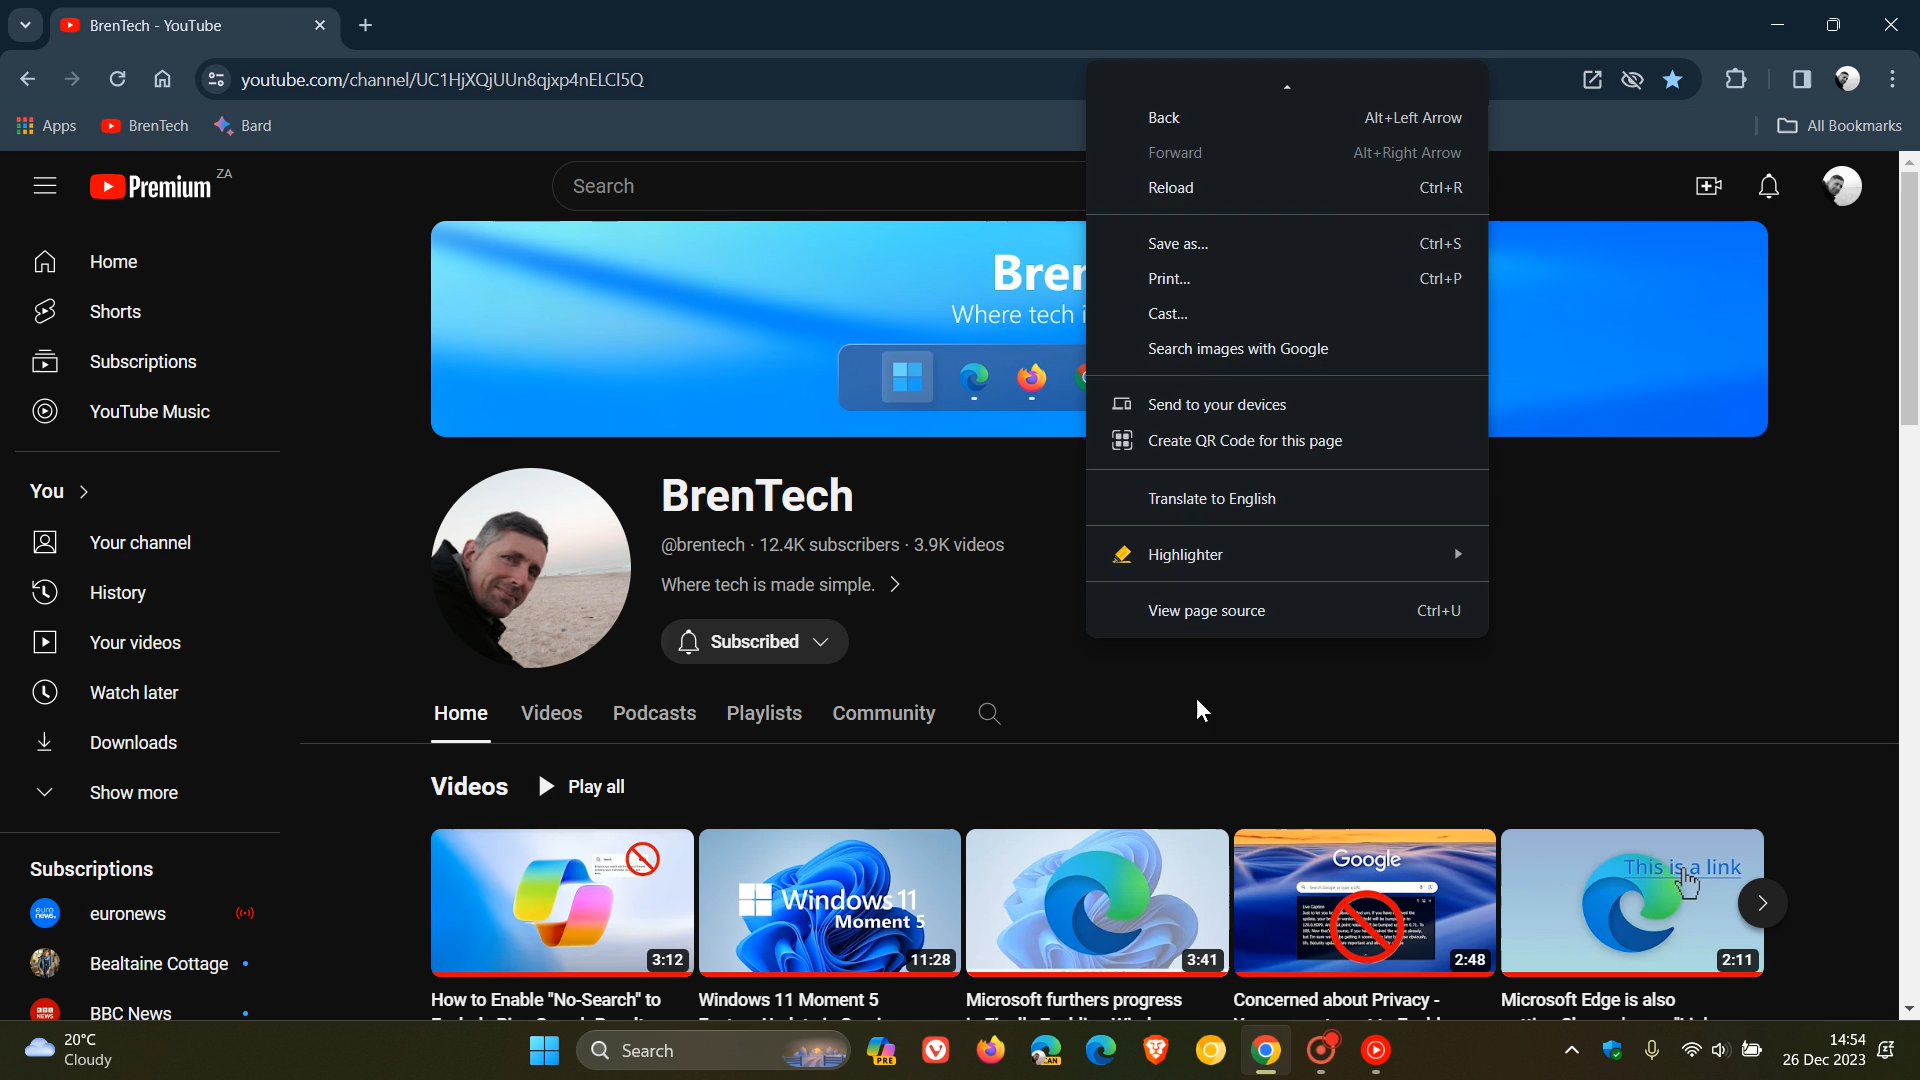 BrenTech - YouTube
youtube.com/channel/UC1HjXQjUUn8qjxp4nELCI5Q
Apps
BrenTech
Bard
All Bookmarks
Premium ZA
Search
Home
Shorts
Subscriptions
YouTube Music
You
Your channel
History
Your videos
Watch later
Downloads
Show more
Subscriptions
euronews
Bealtaine Cottage
BBC News
Bren
Where tech i
BrenTech
@brentech · 12.4K subscribers · 3.9K videos
Where tech is made simple.
Subscribed
Home Videos Podcasts Playlists Community
Videos Play all
Back Alt+Left Arrow
Forward Alt+Right Arrow
Reload Ctrl+R
Save as... Ctrl+S
Print... Ctrl+P
Cast...
Search images with Google
Send to your devices
Create QR Code for this page
Translate to English
Highlighter
View page source Ctrl+U
3:12
Windows 11
Moment 5
11:28
3:41
Google
2:48
This is a link
2:11
How to Enable "No-Search" to
Windows 11 Moment 5
Microsoft furthers progress
Concerned about Privacy -
Microsoft Edge is also
20°C
Cloudy
Search
PRE
CAN
14:54
26 Dec 2023